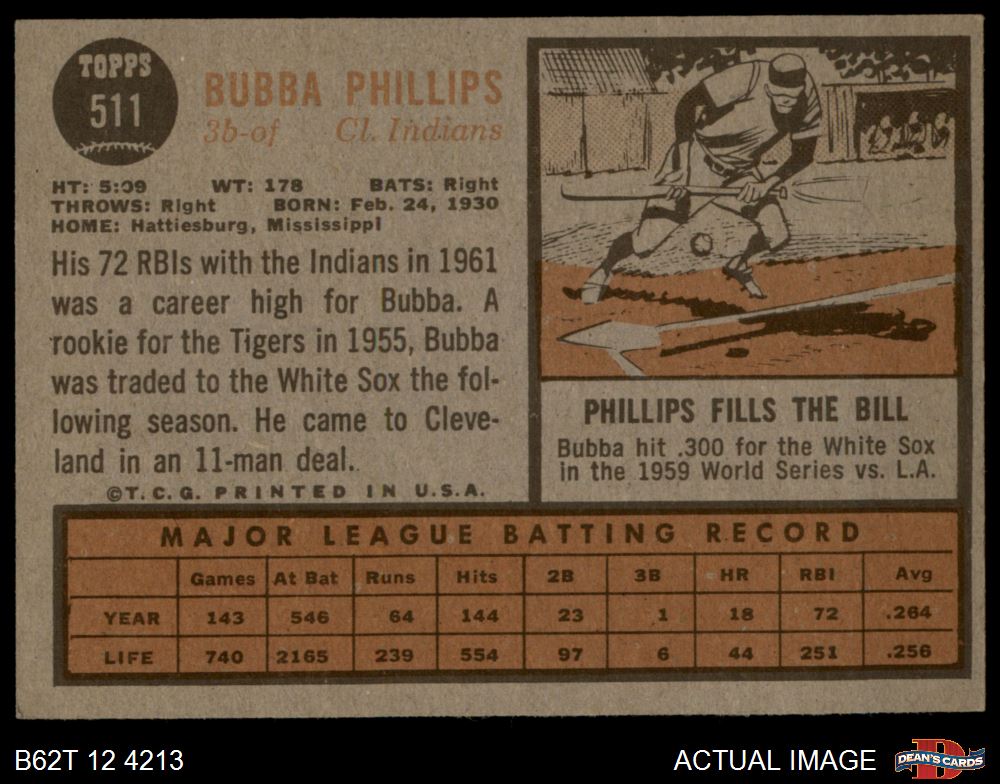 TOPPS
511
BUBBA PHILLIPS
3b-of Cl. Indians
HT: 5:09 WT: 178 BATS: Right
THROWS: Right BORN: Feb. 24, 1930
HOME: Hattiesburg, Mississippi
His 72 RBIs with the Indians in 1961
was a career high for Bubba. A
rookie for the Tigers in 1955, Bubba
was traded to the White Sox the fol-
lowing season. He came to Cleve-
land in an 11-man deal.
©T.C.G. PRINTED IN U.S.A.
PHILLIPS FILLS THE BILL
Bubba hit .300 for the White Sox
in the 1959 World Series vs. L.A.
MAJOR LEAGUE BATTING RECORD
Games At Bat Runs Hits 2B 3B HR RBI Avg
YEAR 143 546 64 144 23 1 18 72 .264
LIFE 740 2165 239 554 97 6 44 251 .256
B62T 12 4213 ACTUAL IMAGE
DEAN'S CARDS